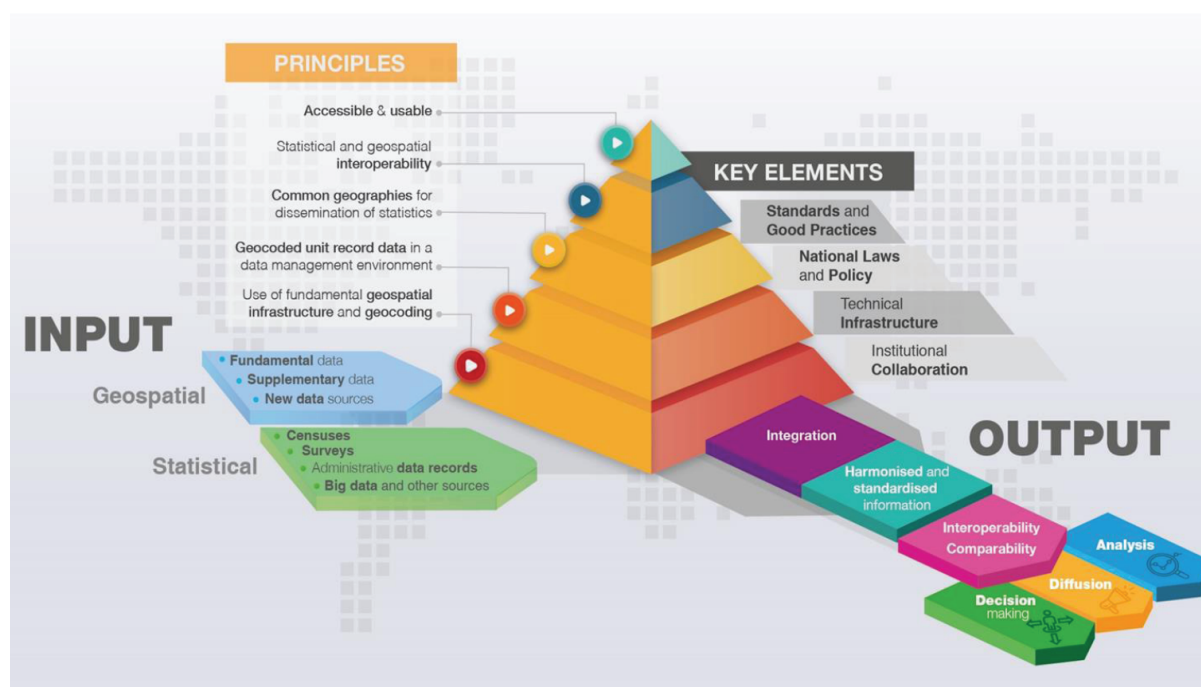 PRINCIPLES
Accessible & usable
Statistical and geospatial
interoperability
Common geographies for
dissemination of statistics
Geocoded unit record data in a
data management environment
Use of fundamental geospatial
infrastructure and geocoding
KEY ELEMENTS
Standards and
Good Practices
National Laws
and Policy
Technical
Infrastructure
Institutional
Collaboration
INPUT
Geospatial
Fundamental data
Supplementary data
New data sources
Statistical
Censuses
Surveys
Administrative data records
Big data and other sources
OUTPUT
Integration
Harmonised and
standardised
information
Interoperability
Comparability
Analysis
Diffusion
Decision
making